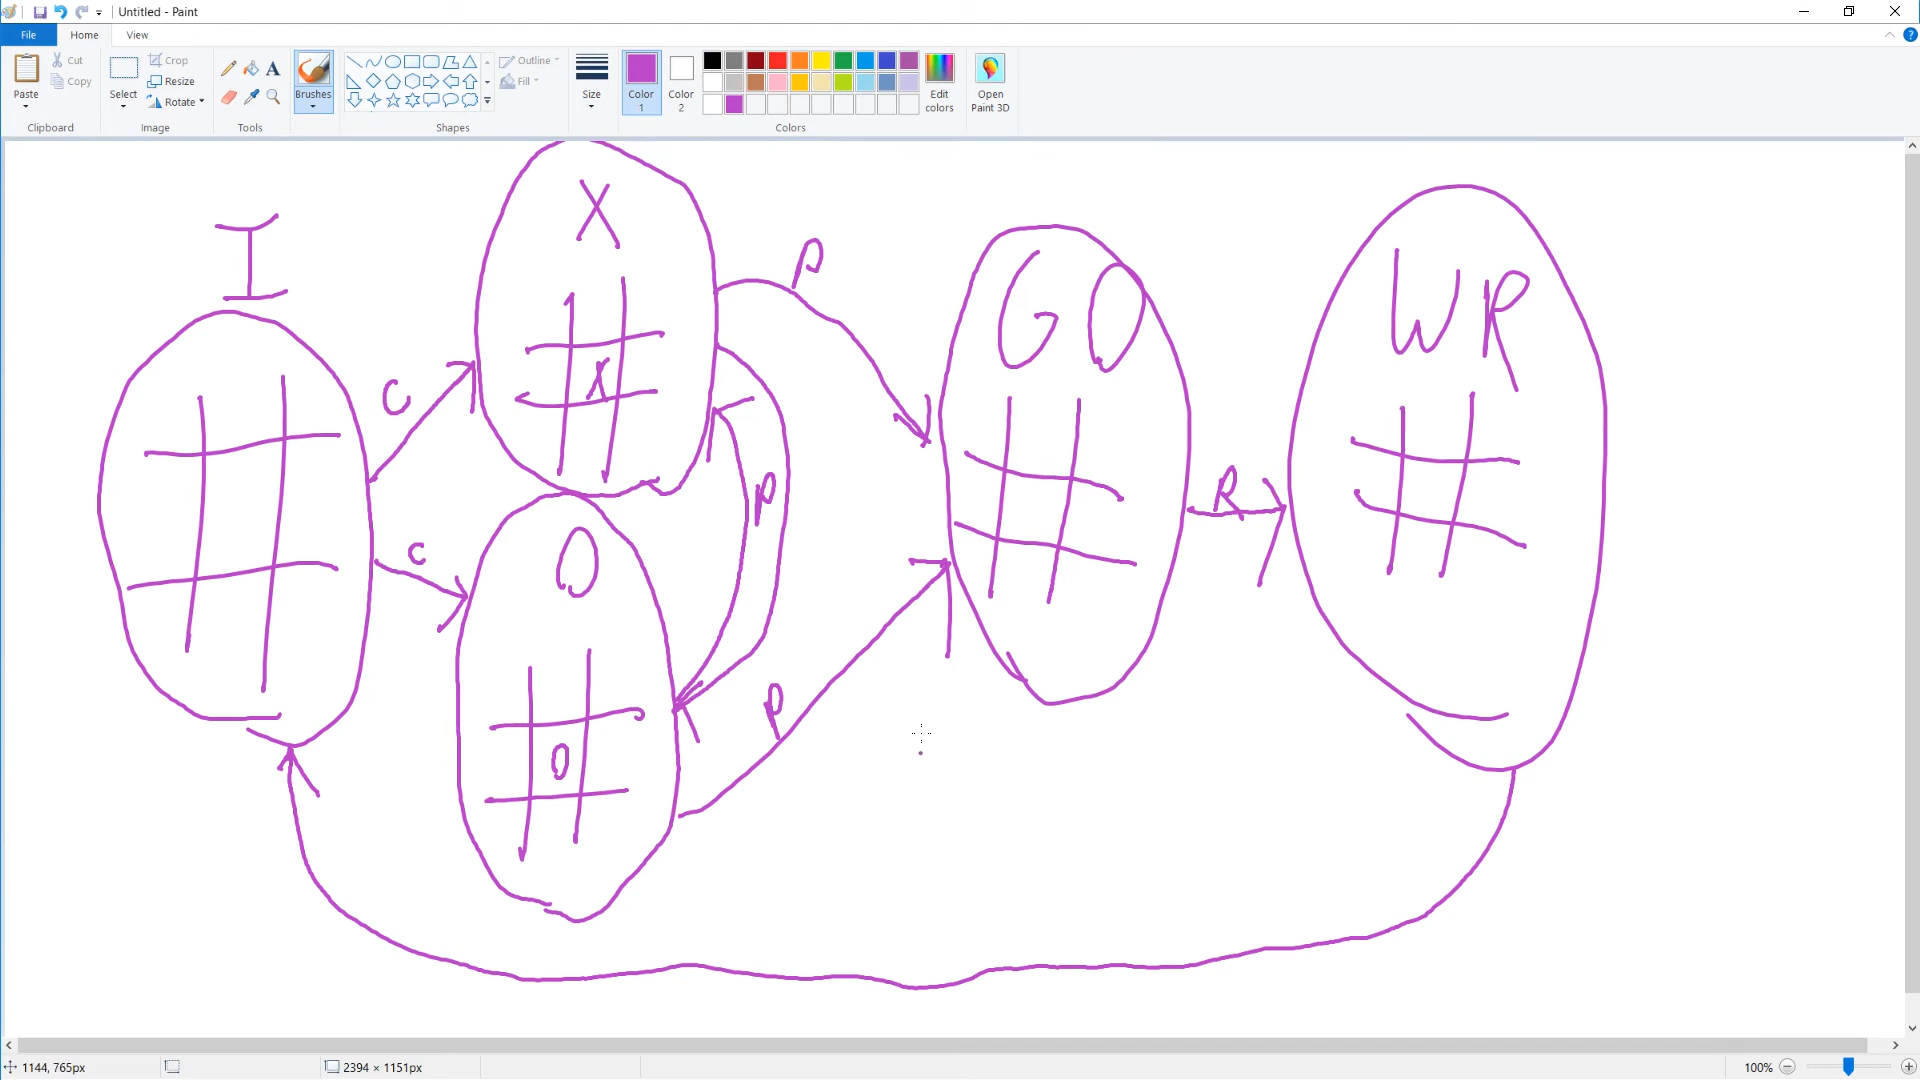 Untitled - Paint
File Home View
Paste
Cut
Copy
Clipboard
Select
Crop
Resize
Rotate
Image
A
Tools
Brushes
Outline
Fill
Shapes
Size
Color 1
Color 2
Edit colors
Open Paint 3D
Colors
I
X
X
C
C
O
O
P
P
P
GO
R
WR
1144, 765px
2394 × 1151px
100%